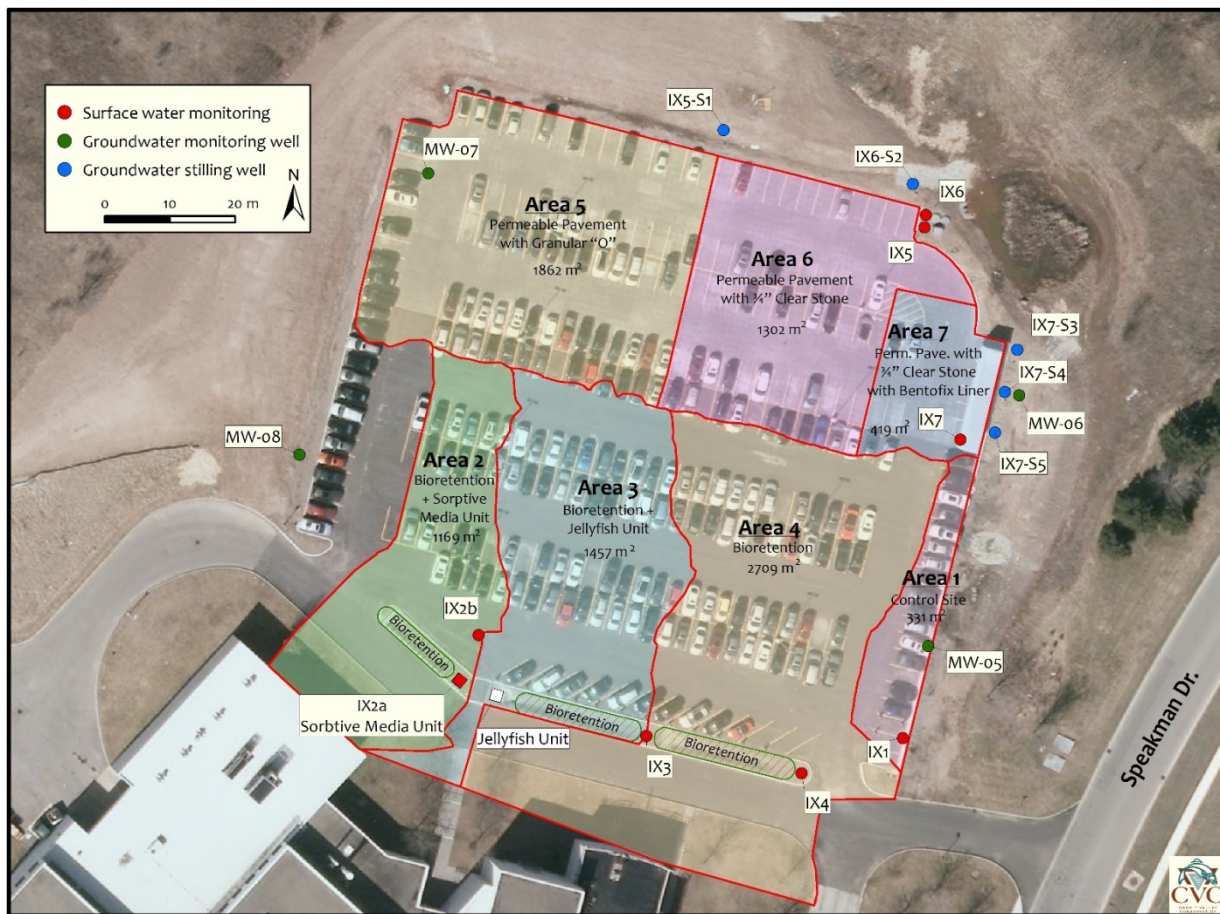 Surface water monitoring
Groundwater monitoring well
Groundwater stilling well
N
0 10 20 m
IX5-S1
MW-07
IX6-S2
IX6
IX5
Area 5
Permeable Pavement
with Granular “O”
1862 m²
Area 6
Permeable Pavement
with ¾” Clear Stone
1302 m²
Area 7
Perm. Pave. with
¾” Clear Stone
with Bentofix Liner
419 m²
IX7
IX7-S3
IX7-S4
MW-06
IX7-S5
MW-08
Area 2
Bioretention
+ Sorptive
Media Unit
1169 m²
Area 3
Bioretention +
Jellyfish Unit
1457 m²
Area 4
Bioretention
2709 m²
Area 1
Control Site
331 m²
IX2b
Bioretention
MW-05
IX2a
Sorbtive Media Unit
Jellyfish Unit
Bioretention
IX3
Bioretention
IX4
IX1
Speakman Dr.
CVC